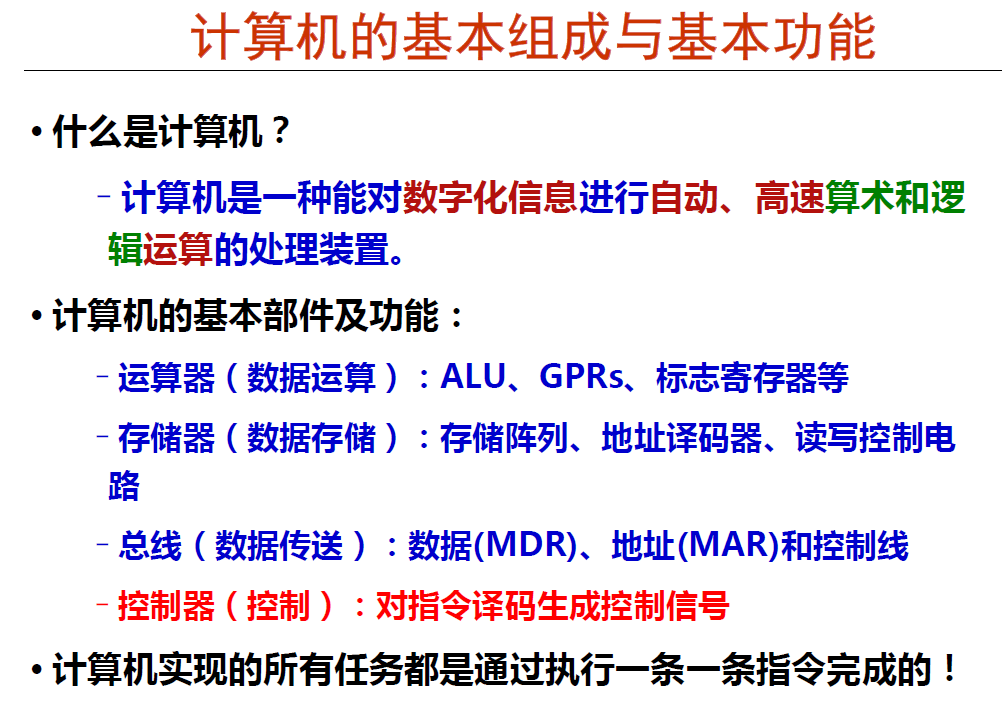 计算机的基本组成与基本功能
• 什么是计算机？
– 计算机是一种能对数字化信息进行自动、高速算术和逻
辑运算的处理装置。
• 计算机的基本部件及功能：
– 运算器（数据运算）：ALU、GPRs、标志寄存器等
– 存储器（数据存储）：存储阵列、地址译码器、读写控制电
路
– 总线（数据传送）：数据(MDR)、地址(MAR)和控制线
– 控制器（控制）：对指令译码生成控制信号
• 计算机实现的所有任务都是通过执行一条一条指令完成的！